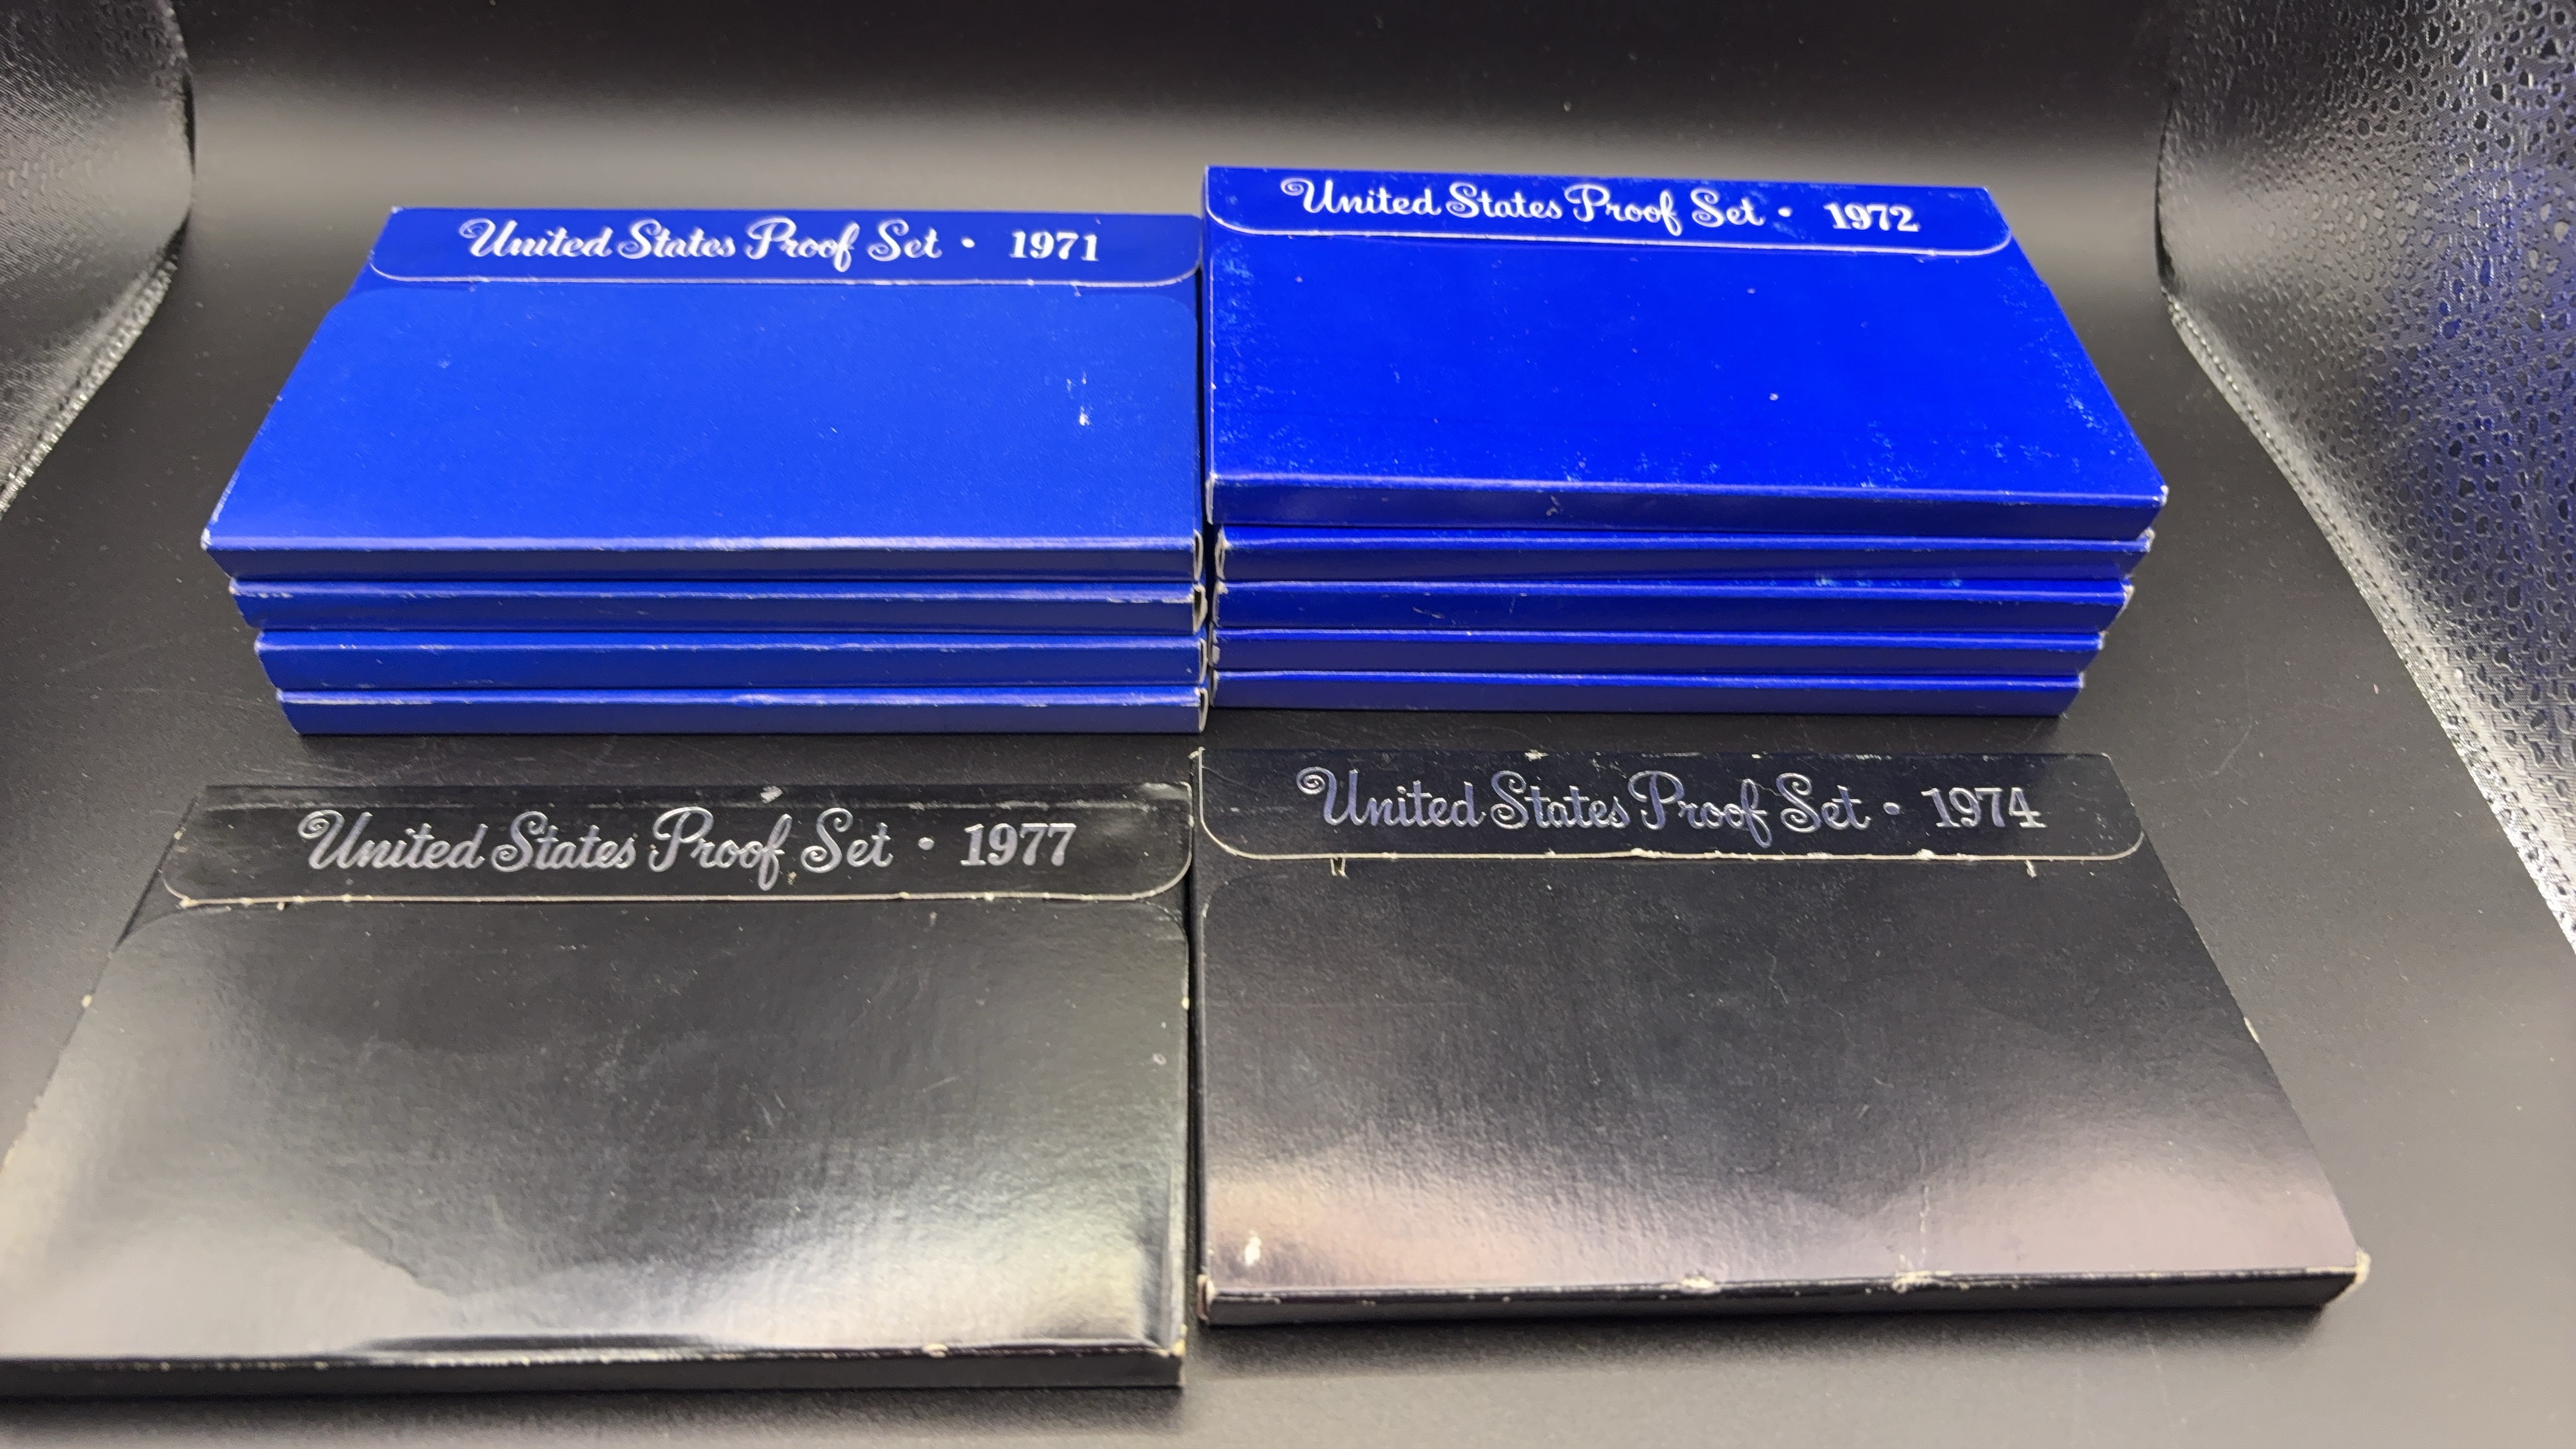 United States Proof Set • 1971
United States Proof Set • 1972
United States Proof Set • 1977
United States Proof Set • 1974